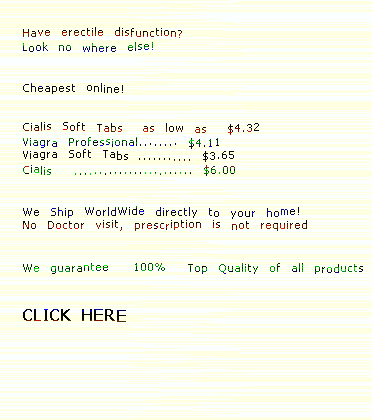 Have erectile disfunction?
Look no where else!
Cheapest online!
Cialis Soft Tabs as low as $4.32
Viagra Professional........ $4.11
Viagra Soft Tabs ........... $3.65
Cialis ........................ $6.00
We Ship WorldWide directly to your home!
No Doctor visit, prescription is not required
We guarantee 100% Top Quality of all products
CLICK HERE